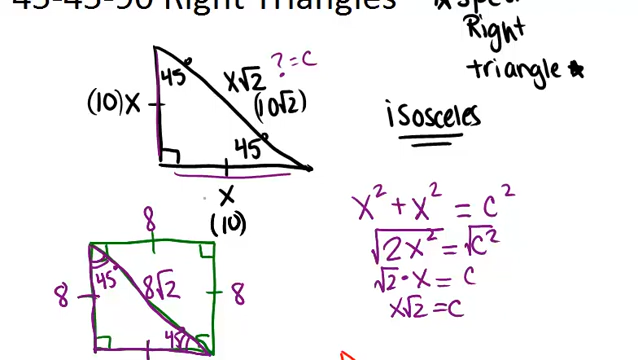 45-45-90 Right Triangles
Right
triangle
isosceles
45°
(10) x
x√2
? = C
(10√2)
45°
x
(10)
x² + x² = c²
√2x² = √c²
√2 · x = c
x√2 = c
8
8
45°
8√2
8
45°